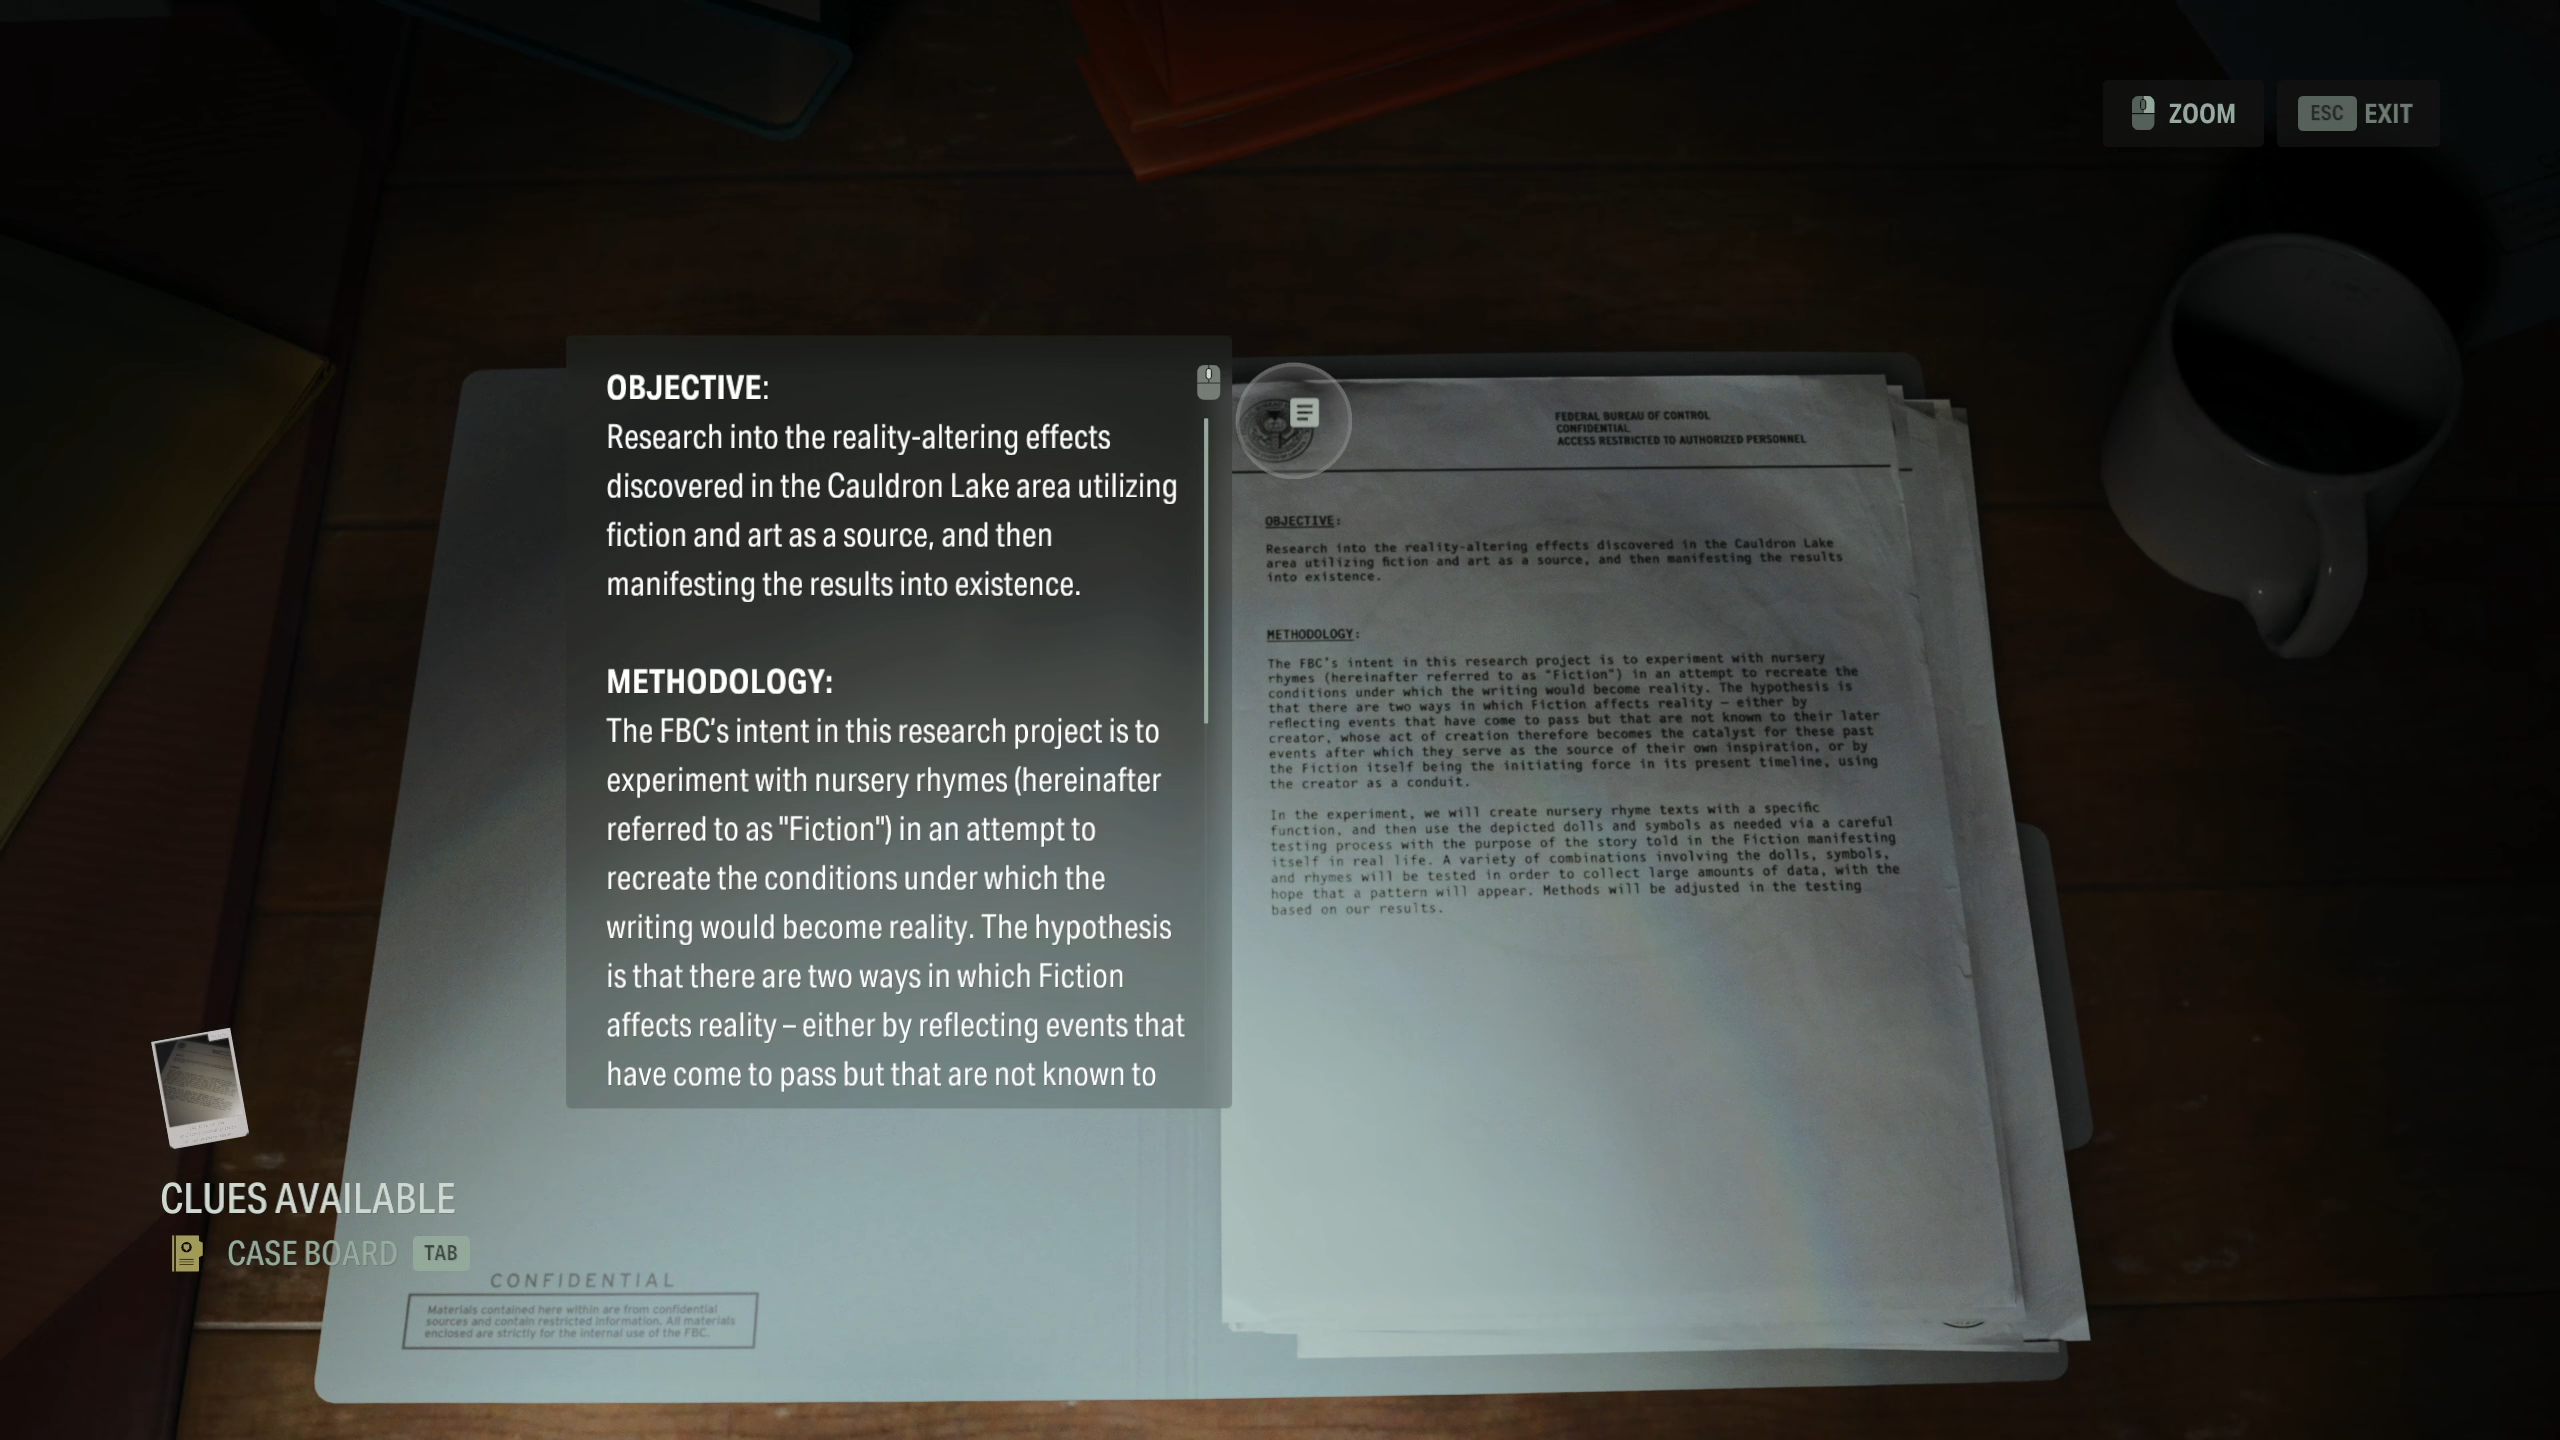 ZOOM
ESC EXIT
OBJECTIVE:
Research into the reality-altering effects
discovered in the Cauldron Lake area utilizing
fiction and art as a source, and then
manifesting the results into existence.
METHODOLOGY:
The FBC's intent in this research project is to
experiment with nursery rhymes (hereinafter
referred to as "Fiction") in an attempt to
recreate the conditions under which the
writing would become reality. The hypothesis
is that there are two ways in which Fiction
affects reality – either by reflecting events that
have come to pass but that are not known to
FEDERAL BUREAU OF CONTROL
CONFIDENTIAL
ACCESS RESTRICTED TO AUTHORIZED PERSONNEL
OBJECTIVE:
Research into the reality-altering effects discovered in the Cauldron Lake
area utilizing fiction and art as a source, and then manifesting the results
into existence.
METHODOLOGY:
The FBC's intent in this research project is to experiment with nursery
rhymes (hereinafter referred to as "Fiction") in an attempt to recreate the
conditions under which the writing would become reality. The hypothesis is
that there are two ways in which Fiction affects reality – either by
reflecting events that have come to pass but that are not known to their later
creator, whose act of creation therefore becomes the catalyst for these past
events after which they serve as the source of their own inspiration, or by
the Fiction itself being the initiating force in its present timeline, using
the creator as a conduit.
In the experiment, we will create nursery rhyme texts with a specific
function, and then use the depicted dolls and symbols as needed via a careful
testing process with the purpose of the story told in the Fiction manifesting
itself in real life. A variety of combinations involving the dolls, symbols,
and rhymes will be tested in order to collect large amounts of data, with the
hope that a pattern will appear. Methods will be adjusted in the testing
based on our results.
CLUES AVAILABLE
CASE BOARD TAB
CONFIDENTIAL
Materials contained here within are from confidential
sources and contain restricted information. All materials
enclosed are strictly for the internal use of the FBC.